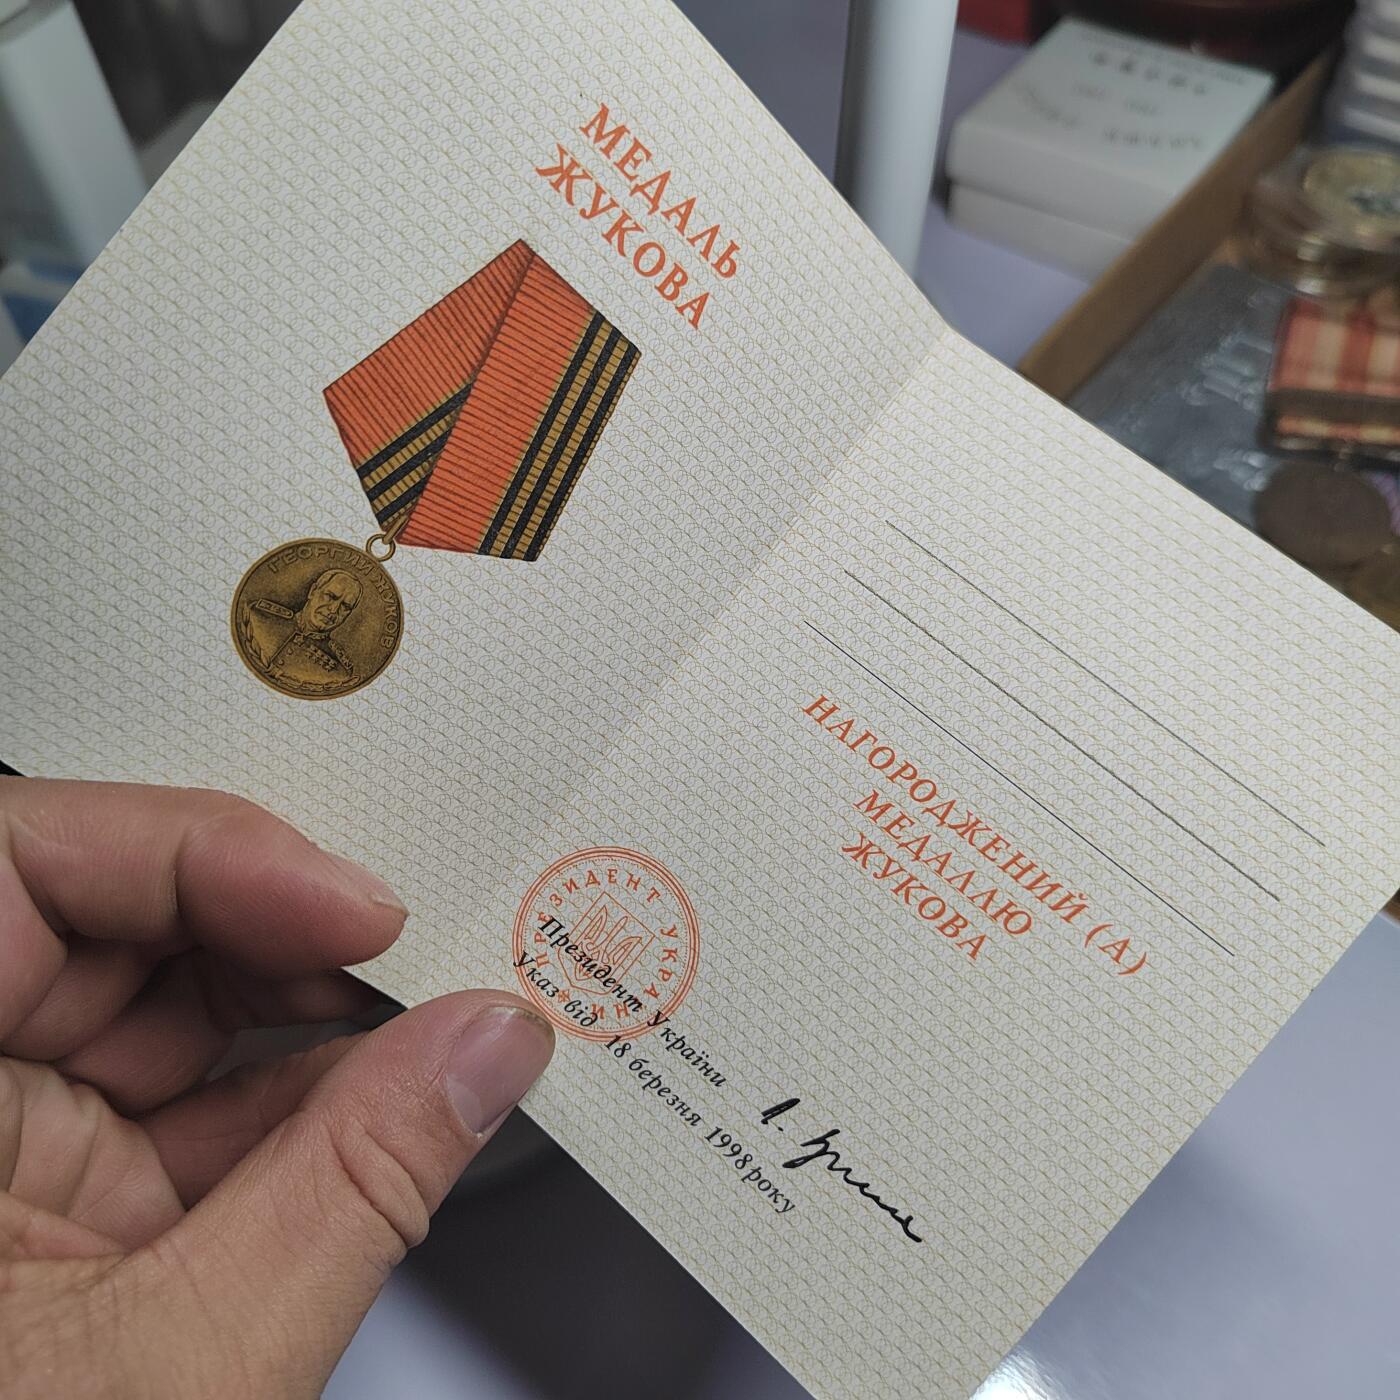 МЕДАЛЬ
ЖУКОВА
ГЕОРГИЙ ЖУКОВ
НАГОРОДЖЕНИЙ (А)
МЕДАЛЛЮ
ЖУКОВА
ПРЕЗИДЕНТ УКРАЇНИ
Президент України
Указ від 18 березня 1998 року